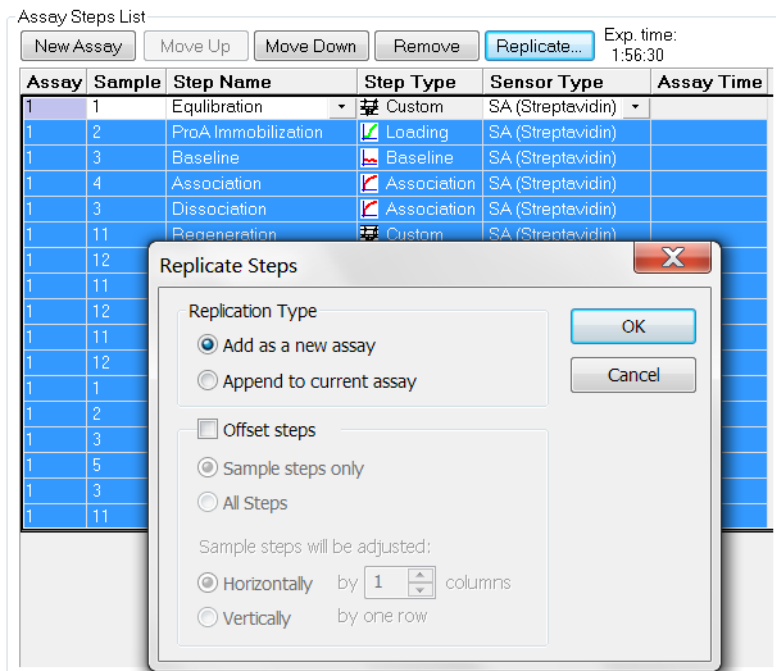 Assay Steps List
New Assay Move Up Move Down Remove Replicate... Exp. time:
1:56:30
Assay Sample Step Name Step Type Sensor Type Assay Time
1 1 Equlibration Custom SA (Streptavidin)
1 2 ProA Immobilization Loading SA (Streptavidin)
1 3 Baseline Baseline SA (Streptavidin)
1 4 Association Association SA (Streptavidin)
1 3 Dissociation Association SA (Streptavidin)
1 11 Regeneration Custom SA (Streptavidin)
1 12
1 11
1 12
1 11
1 12
1 1
1 2
1 3
1 5
1 3
1 11
Replicate Steps
Replication Type
Add as a new assay
Append to current assay
OK
Cancel
Offset steps
Sample steps only
All Steps
Sample steps will be adjusted:
Horizontally by 1 columns
Vertically by one row